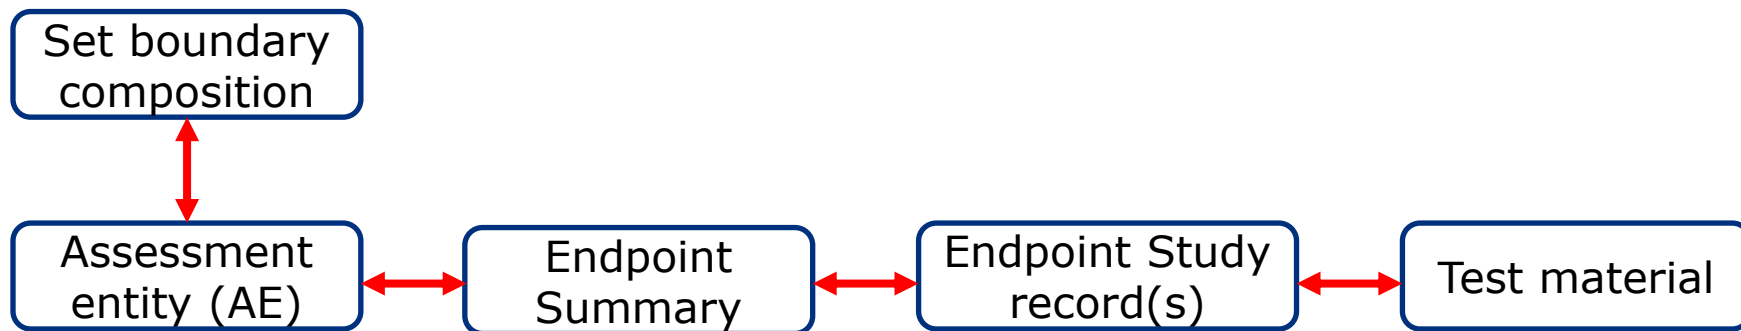 Set boundary
composition
Assessment
entity (AE)
Endpoint
Summary
Endpoint Study
record(s)
Test material